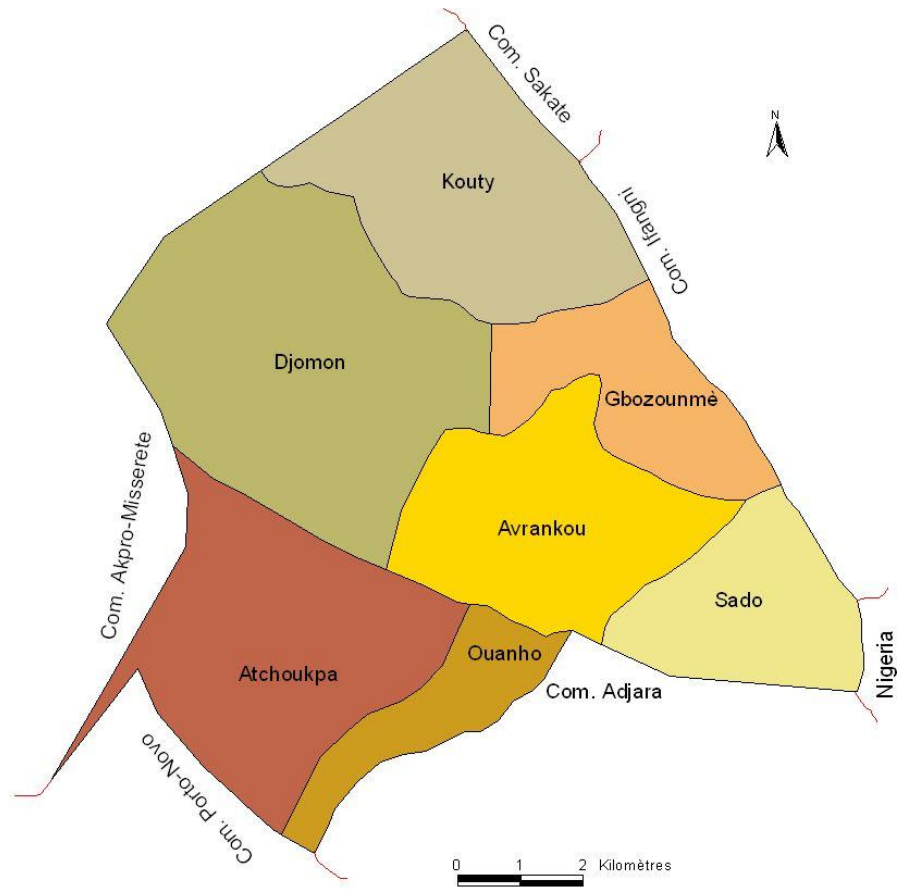 Com. Sakate
N
Kouty
Com. Ifangni
Djomon
Gbozounmè
Com. Akpro-Misserete
Avrankou
Sado
Ouanho
Atchoukpa
Nigeria
Com. Adjara
Com. Porto-Novo
0 1 2 Kilomètres